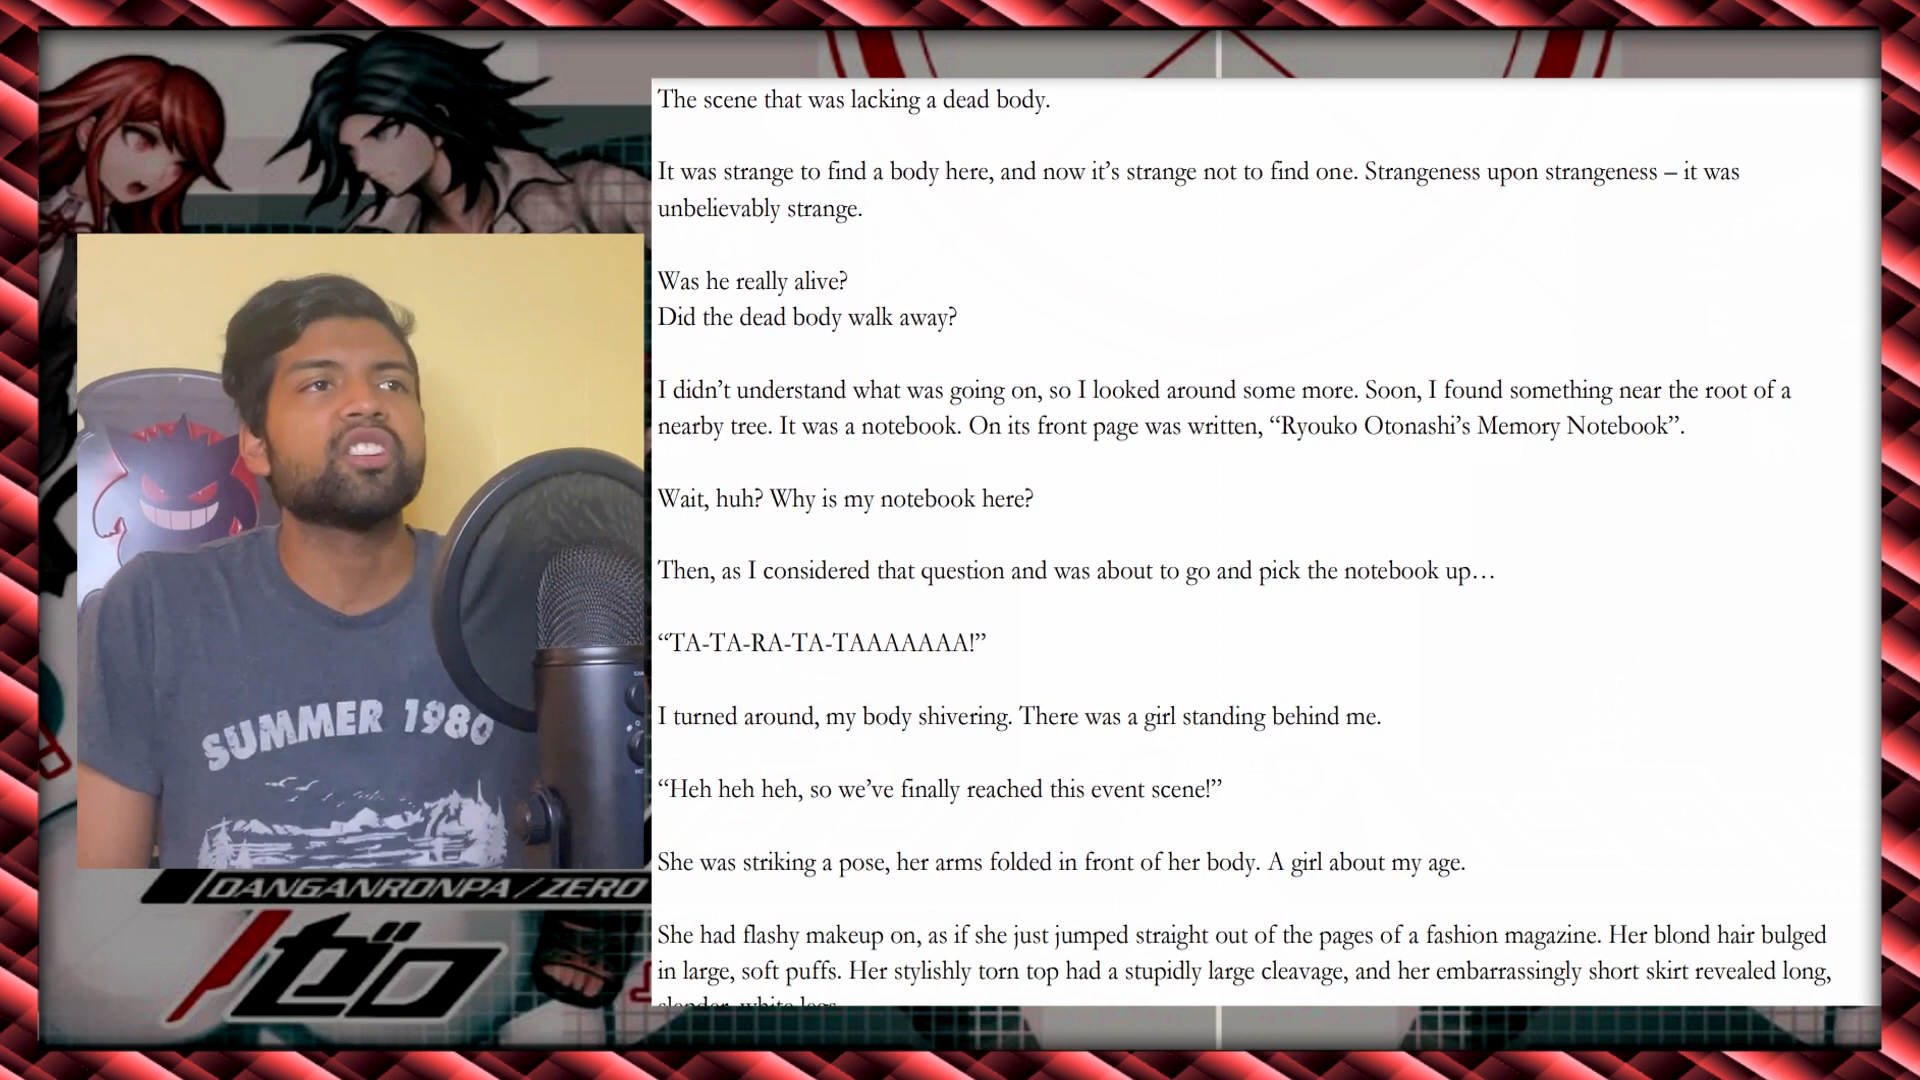 The scene that was lacking a dead body.
It was strange to find a body here, and now it’s strange not to find one. Strangeness upon strangeness – it was
unbelievably strange.
Was he really alive?
Did the dead body walk away?
I didn’t understand what was going on, so I looked around some more. Soon, I found something near the root of a
nearby tree. It was a notebook. On its front page was written, “Ryouko Otonashi’s Memory Notebook”.
Wait, huh? Why is my notebook here?
Then, as I considered that question and was about to go and pick the notebook up…
“TA-TA-RA-TA-TAAAAAAA!”
I turned around, my body shivering. There was a girl standing behind me.
“Heh heh heh, so we’ve finally reached this event scene!”
She was striking a pose, her arms folded in front of her body. A girl about my age.
She had flashy makeup on, as if she just jumped straight out of the pages of a fashion magazine. Her blond hair bulged
in large, soft puffs. Her stylishly torn top had a stupidly large cleavage, and her embarrassingly short skirt revealed long,
slender, white legs.
SUMMER 1980
DANGANRONPA/ZERO
/ゼロ